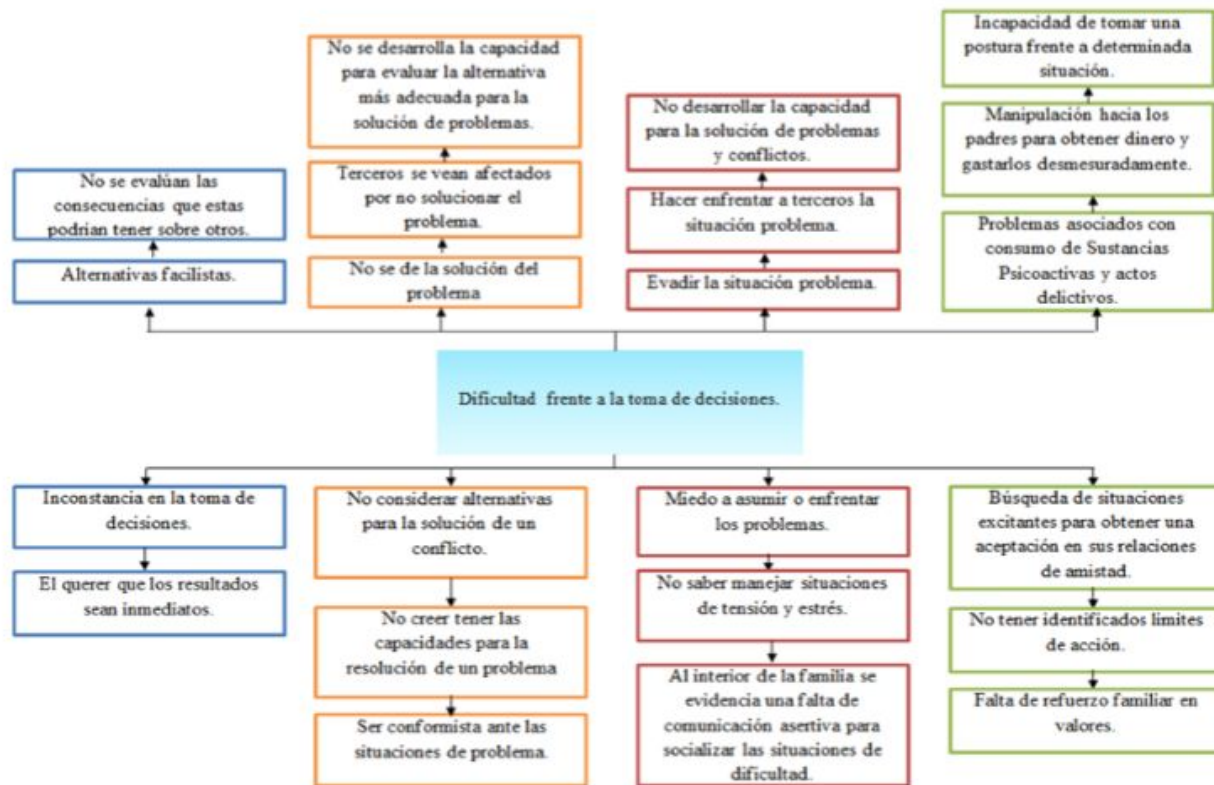 No se evalúan las
consecuencias que estas
podrian tener sobre otros.
Alternativas facilistas.
No se desarrolla la capacidad
para evaluar la alternativa
más adecuada para la
solución de problemas.
Terceros se vean afectados
por no solucionar el
problema.
No se de la solución del
problema
No desarrollar la capacidad
para la solución de problemas
y conflictos.
Hacer enfrentar a terceros la
situación problema.
Evadir la situación problema.
Incapacidad de tomar una
postura frente a determinada
situación.
Manipulación hacia los
padres para obtener dinero y
gastarlos desmesuradamente.
Problemas asociados con
consumo de Sustancias
Psicoactivas y actos
delictivos.
Dificultad frente a la toma de decisiones.
Inconstancia en la toma de
decisiones.
El querer que los resultados
sean inmediatos.
No considerar alternativas
para la solución de un
conflicto.
No creer tener las
capacidades para la
resolución de un problema
Ser conformista ante las
situaciones de problema.
Miedo a asumir o enfrentar
los problemas.
No saber manejar situaciones
de tensión y estrés.
Al interior de la familia se
evidencia una falta de
comunicación asertiva para
socializar las situaciones de
dificultad.
Búsqueda de situaciones
excitantes para obtener una
aceptación en sus relaciones
de amistad.
No tener identificados limites
de acción.
Falta de refuerzo familiar en
valores.